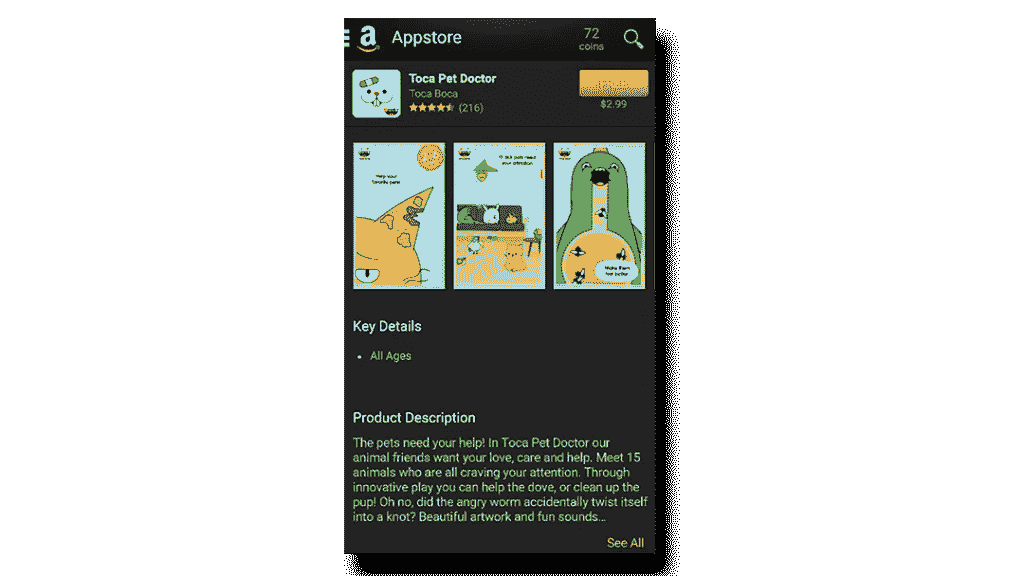 a Appstore
72
coins
Toca Pet Doctor
Toca Boca
(216)
$2.99
Help your
favorite pets!
15 sick pets need
your attention
Make them
feel better
Key Details
• All Ages
Product Description
The pets need your help! In Toca Pet Doctor our
animal friends want your love, care and help. Meet 15
animals who are all craving your attention. Through
innovative play you can help the dove, or clean up the
pup! Oh no, did the angry worm accidentally twist itself
into a knot? Beautiful artwork and fun sounds...
See All